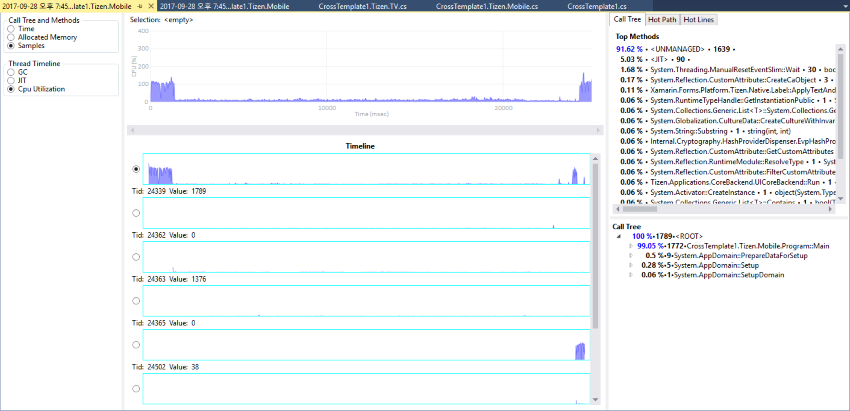 2017-09-28 오후 7:45...late1.Tizen.Mobile
2017-09-28 오후 7:45...late1.Tizen.Mobile
CrossTemplate1.Tizen.TV.cs
CrossTemplate1.Tizen.Mobile.cs
CrossTemplate1.cs
Call Tree and Methods
Time
Allocated Memory
Samples
Thread Timeline
GC
JIT
Cpu Utilization
Selection: <empty>
CPU [%]
400
300
200
100
0
0
10000
20000
Time [msec]
Timeline
Tid: 24339 Value: 1789
Tid: 24362 Value: 0
Tid: 24363 Value: 1376
Tid: 24365 Value: 0
Tid: 24502 Value: 38
Call Tree
Hot Path
Hot Lines
Top Methods
91.62 % • <UNMANAGED> • 1639 •
5.03 % • <JIT> • 90 •
1.68 % • System.Threading.ManualResetEventSlim::Wait • 30 • boc
0.17 % • System.Reflection.CustomAttribute::CreateCaObject • 3 •
0.11 % • Xamarin.Forms.Platform.Tizen.Native.Label::ApplyTextAnd
0.06 % • System.RuntimeTypeHandle::GetInstantiationPublic • 1 • S
0.06 % • System.Collections.Generic.List<T>=System.Collections.Ge
0.06 % • System.Globalization.CultureData::CreateCultureWithInvar
0.06 % • System.String::Substring • 1 • string(int, int)
0.06 % • Internal.Cryptography.HashProviderDispenser.EvpHashProv
0.06 % • System.Reflection.CustomAttribute::GetCustomAttributes
0.06 % • System.Reflection.RuntimeModule::ResolveType • 1 • Syste
0.06 % • System.Reflection.CustomAttribute::FilterCustomAttribute
0.06 % • Tizen.Applications.CoreBackend.UICoreBackend::Run • 1 •
0.06 % • System.Activator::CreateInstance • 1 • object(System.Type
0.06 % • System.Collections.Generic.List<T>=Contains • 1 • bool(T
Call Tree
100 %•1789•<ROOT>
99.05 %•1772•CrossTemplate1.Tizen.Mobile.Program::Main
0.5 %•9•System.AppDomain::PrepareDataForSetup
0.28 %•5•System.AppDomain::Setup
0.06 %•1•System.AppDomain::SetupDomain